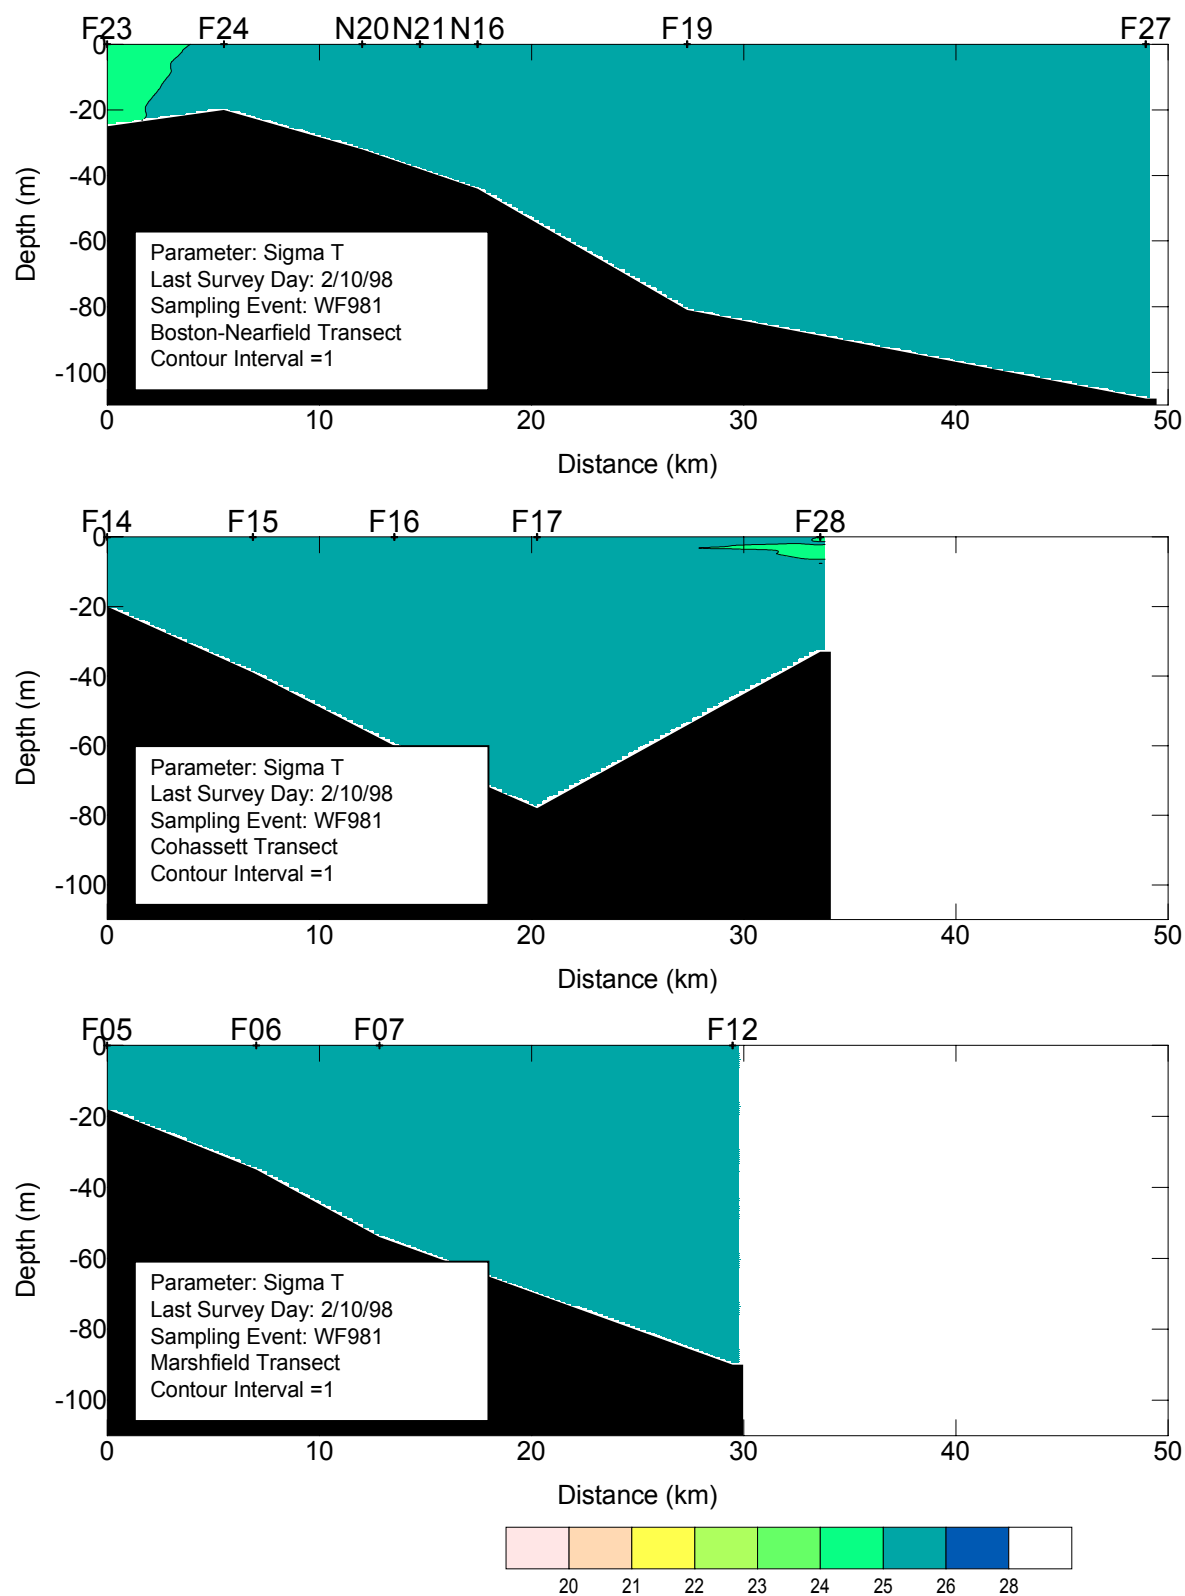 F23 F24 N20 N21 N16 F19 F27
0
-20
-40
-60
-80
-100
Depth (m)
Parameter: Sigma T
Last Survey Day: 2/10/98
Sampling Event: WF981
Boston-Nearfield Transect
Contour Interval =1
0 10 20 30 40 50
Distance (km)
F14 F15 F16 F17 F28
0
-20
-40
-60
-80
-100
Depth (m)
Parameter: Sigma T
Last Survey Day: 2/10/98
Sampling Event: WF981
Cohassett Transect
Contour Interval =1
0 10 20 30 40 50
Distance (km)
F05 F06 F07 F12
0
-20
-40
-60
-80
-100
Depth (m)
Parameter: Sigma T
Last Survey Day: 2/10/98
Sampling Event: WF981
Marshfield Transect
Contour Interval =1
0 10 20 30 40 50
Distance (km)
20 21 22 23 24 25 26 28